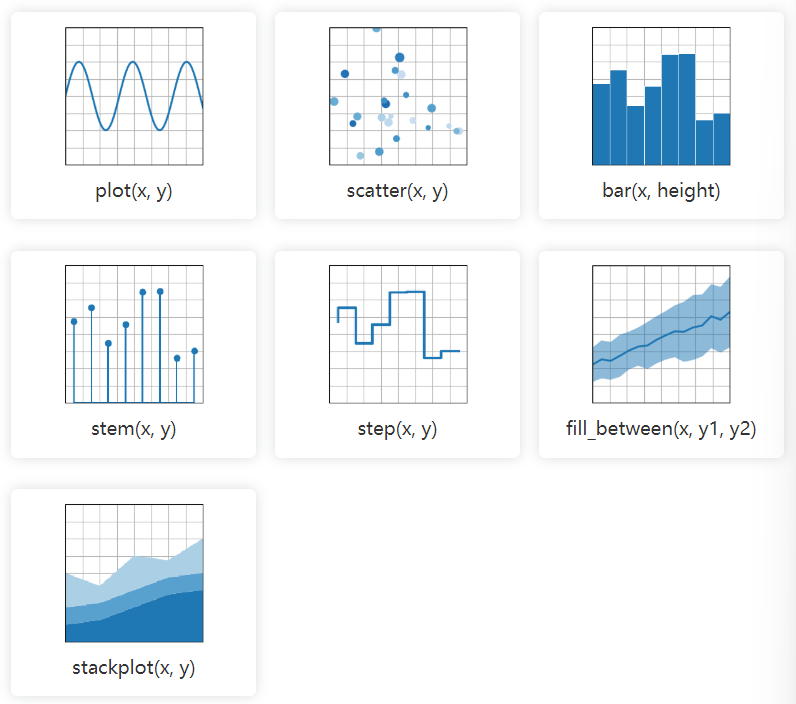 plot(x, y)
scatter(x, y)
bar(x, height)
stem(x, y)
step(x, y)
fill_between(x, y1, y2)
stackplot(x, y)